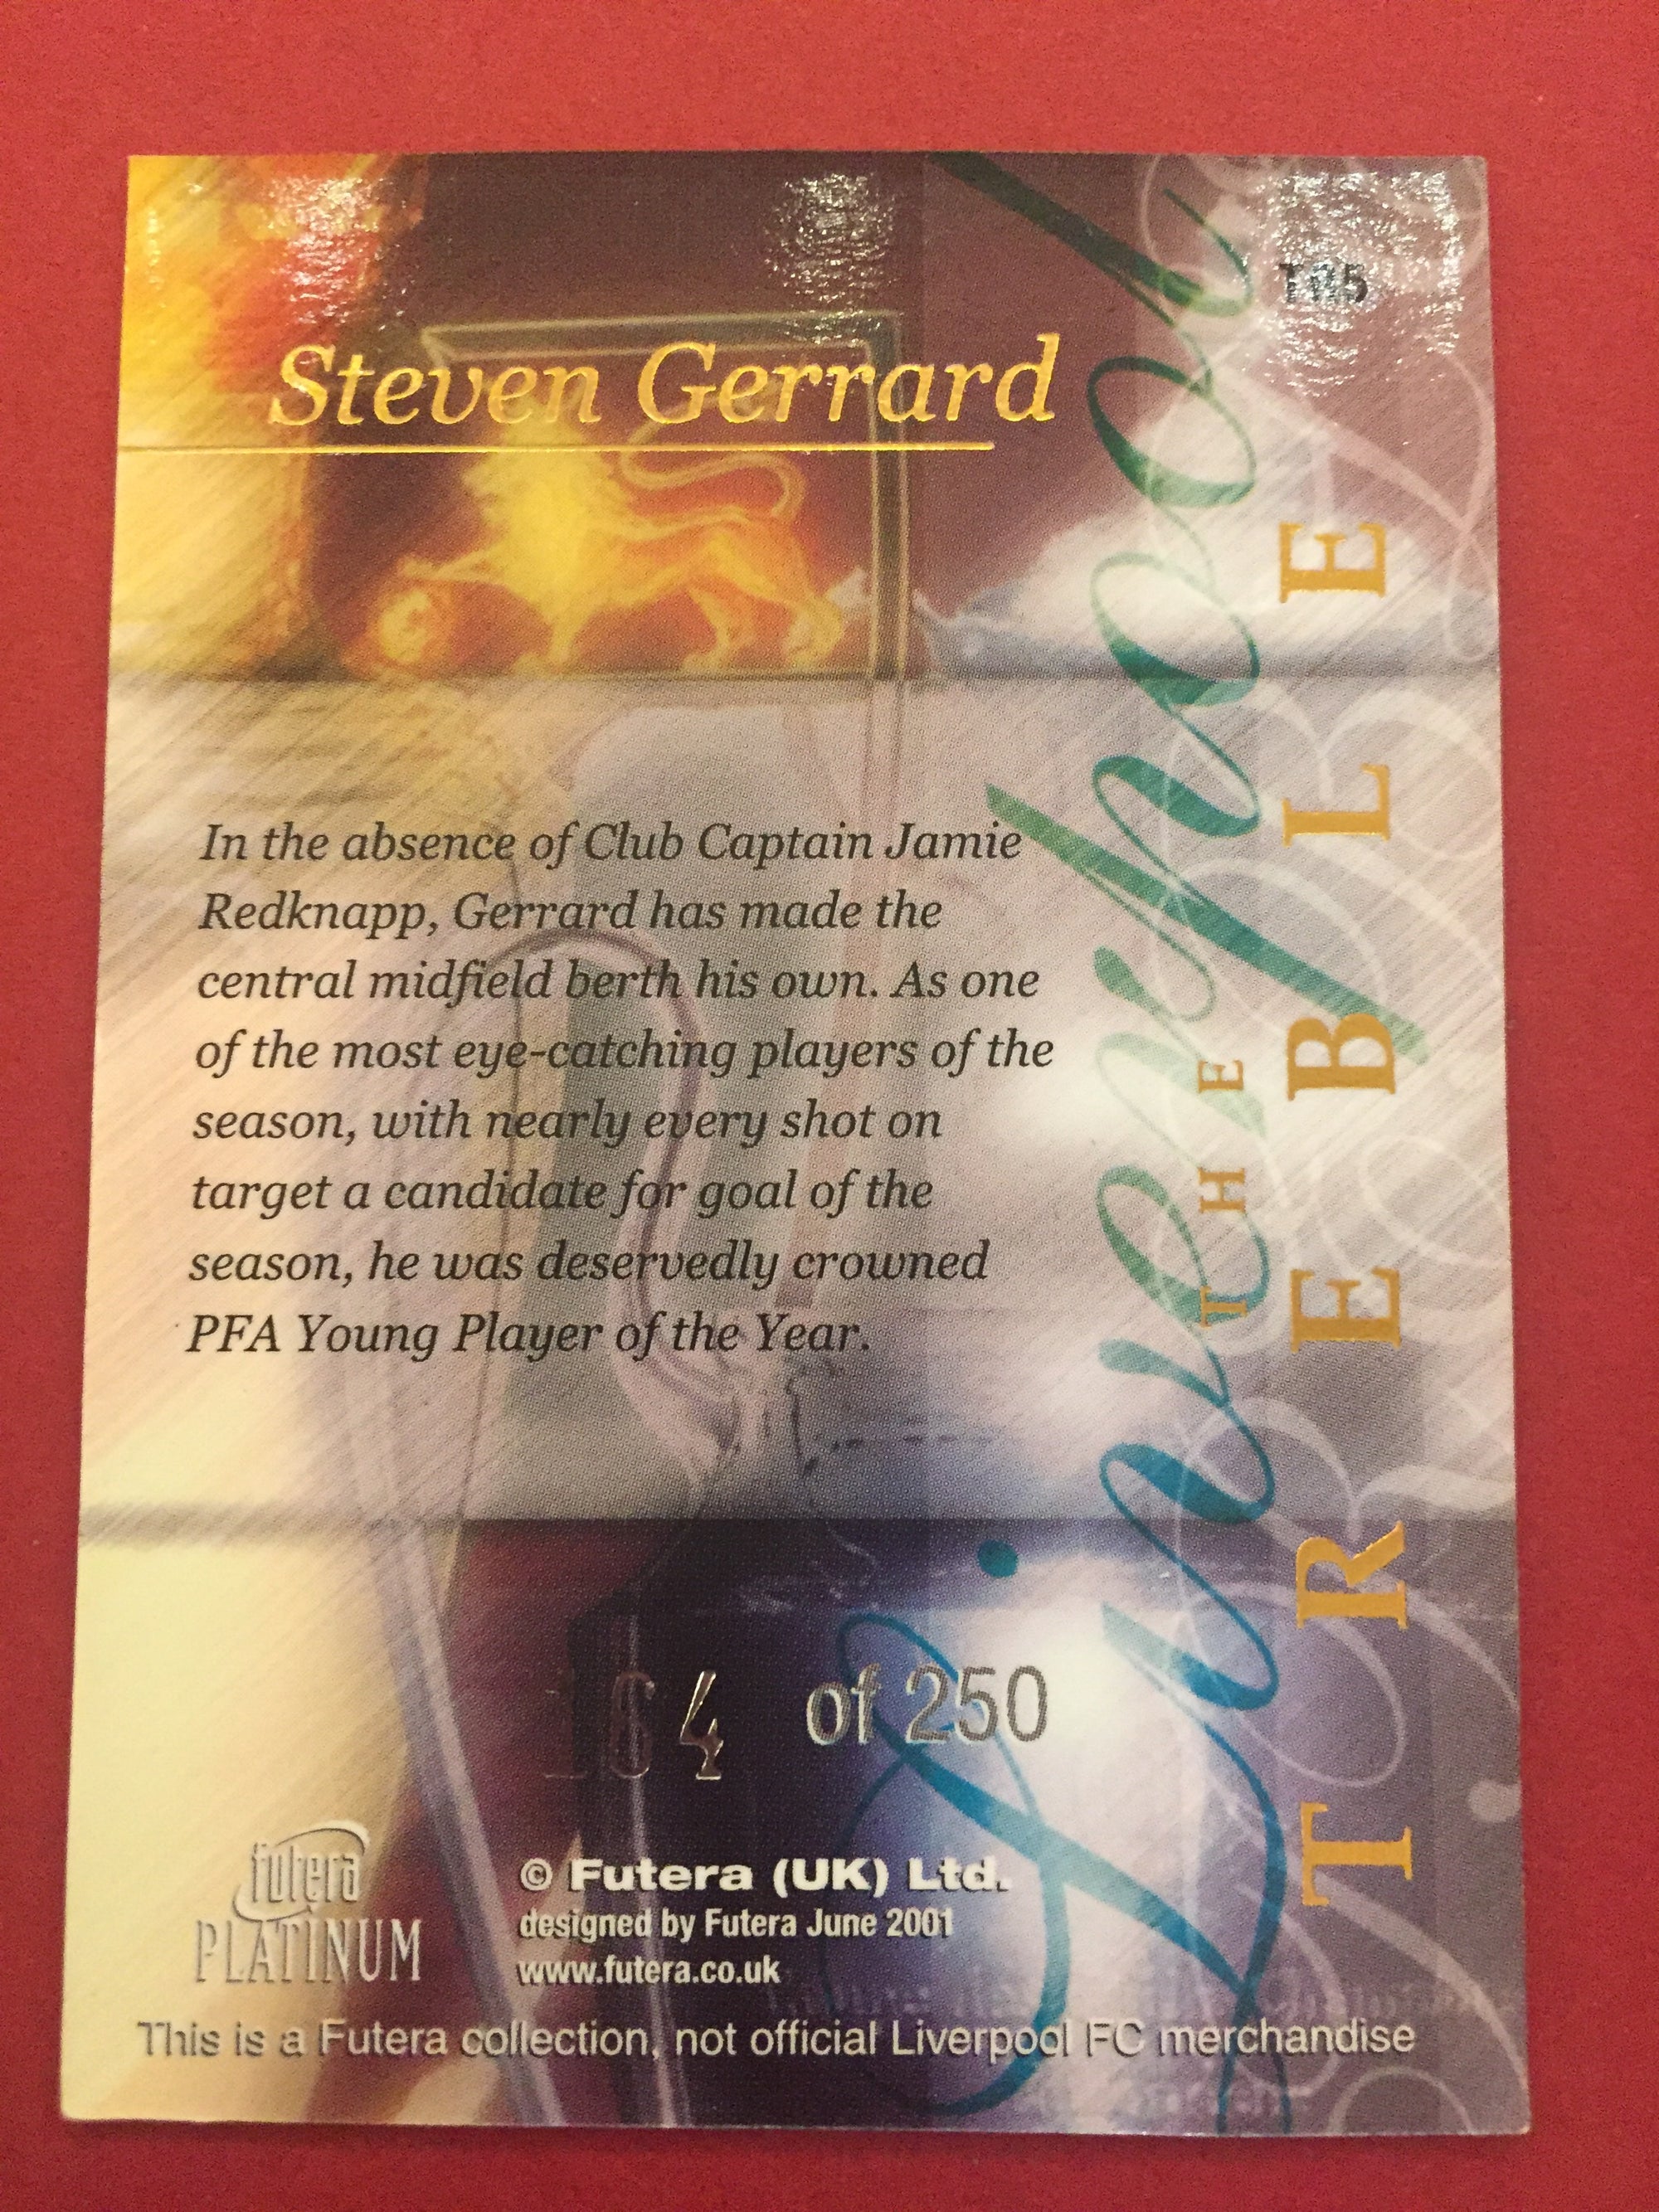 TR5
Steven Gerrard
In the absence of Club Captain Jamie
Redknapp, Gerrard has made the
central midfield berth his own. As one
of the most eye-catching players of the
season, with nearly every shot on
target a candidate for goal of the
season, he was deservedly crowned
PFA Young Player of the Year.
Liverpool
THE
TREBLE
164 of 250
futera
PLATINUM
© Futera (UK) Ltd.
designed by Futera June 2001
www.futera.co.uk
This is a Futera collection, not official Liverpool FC merchandise